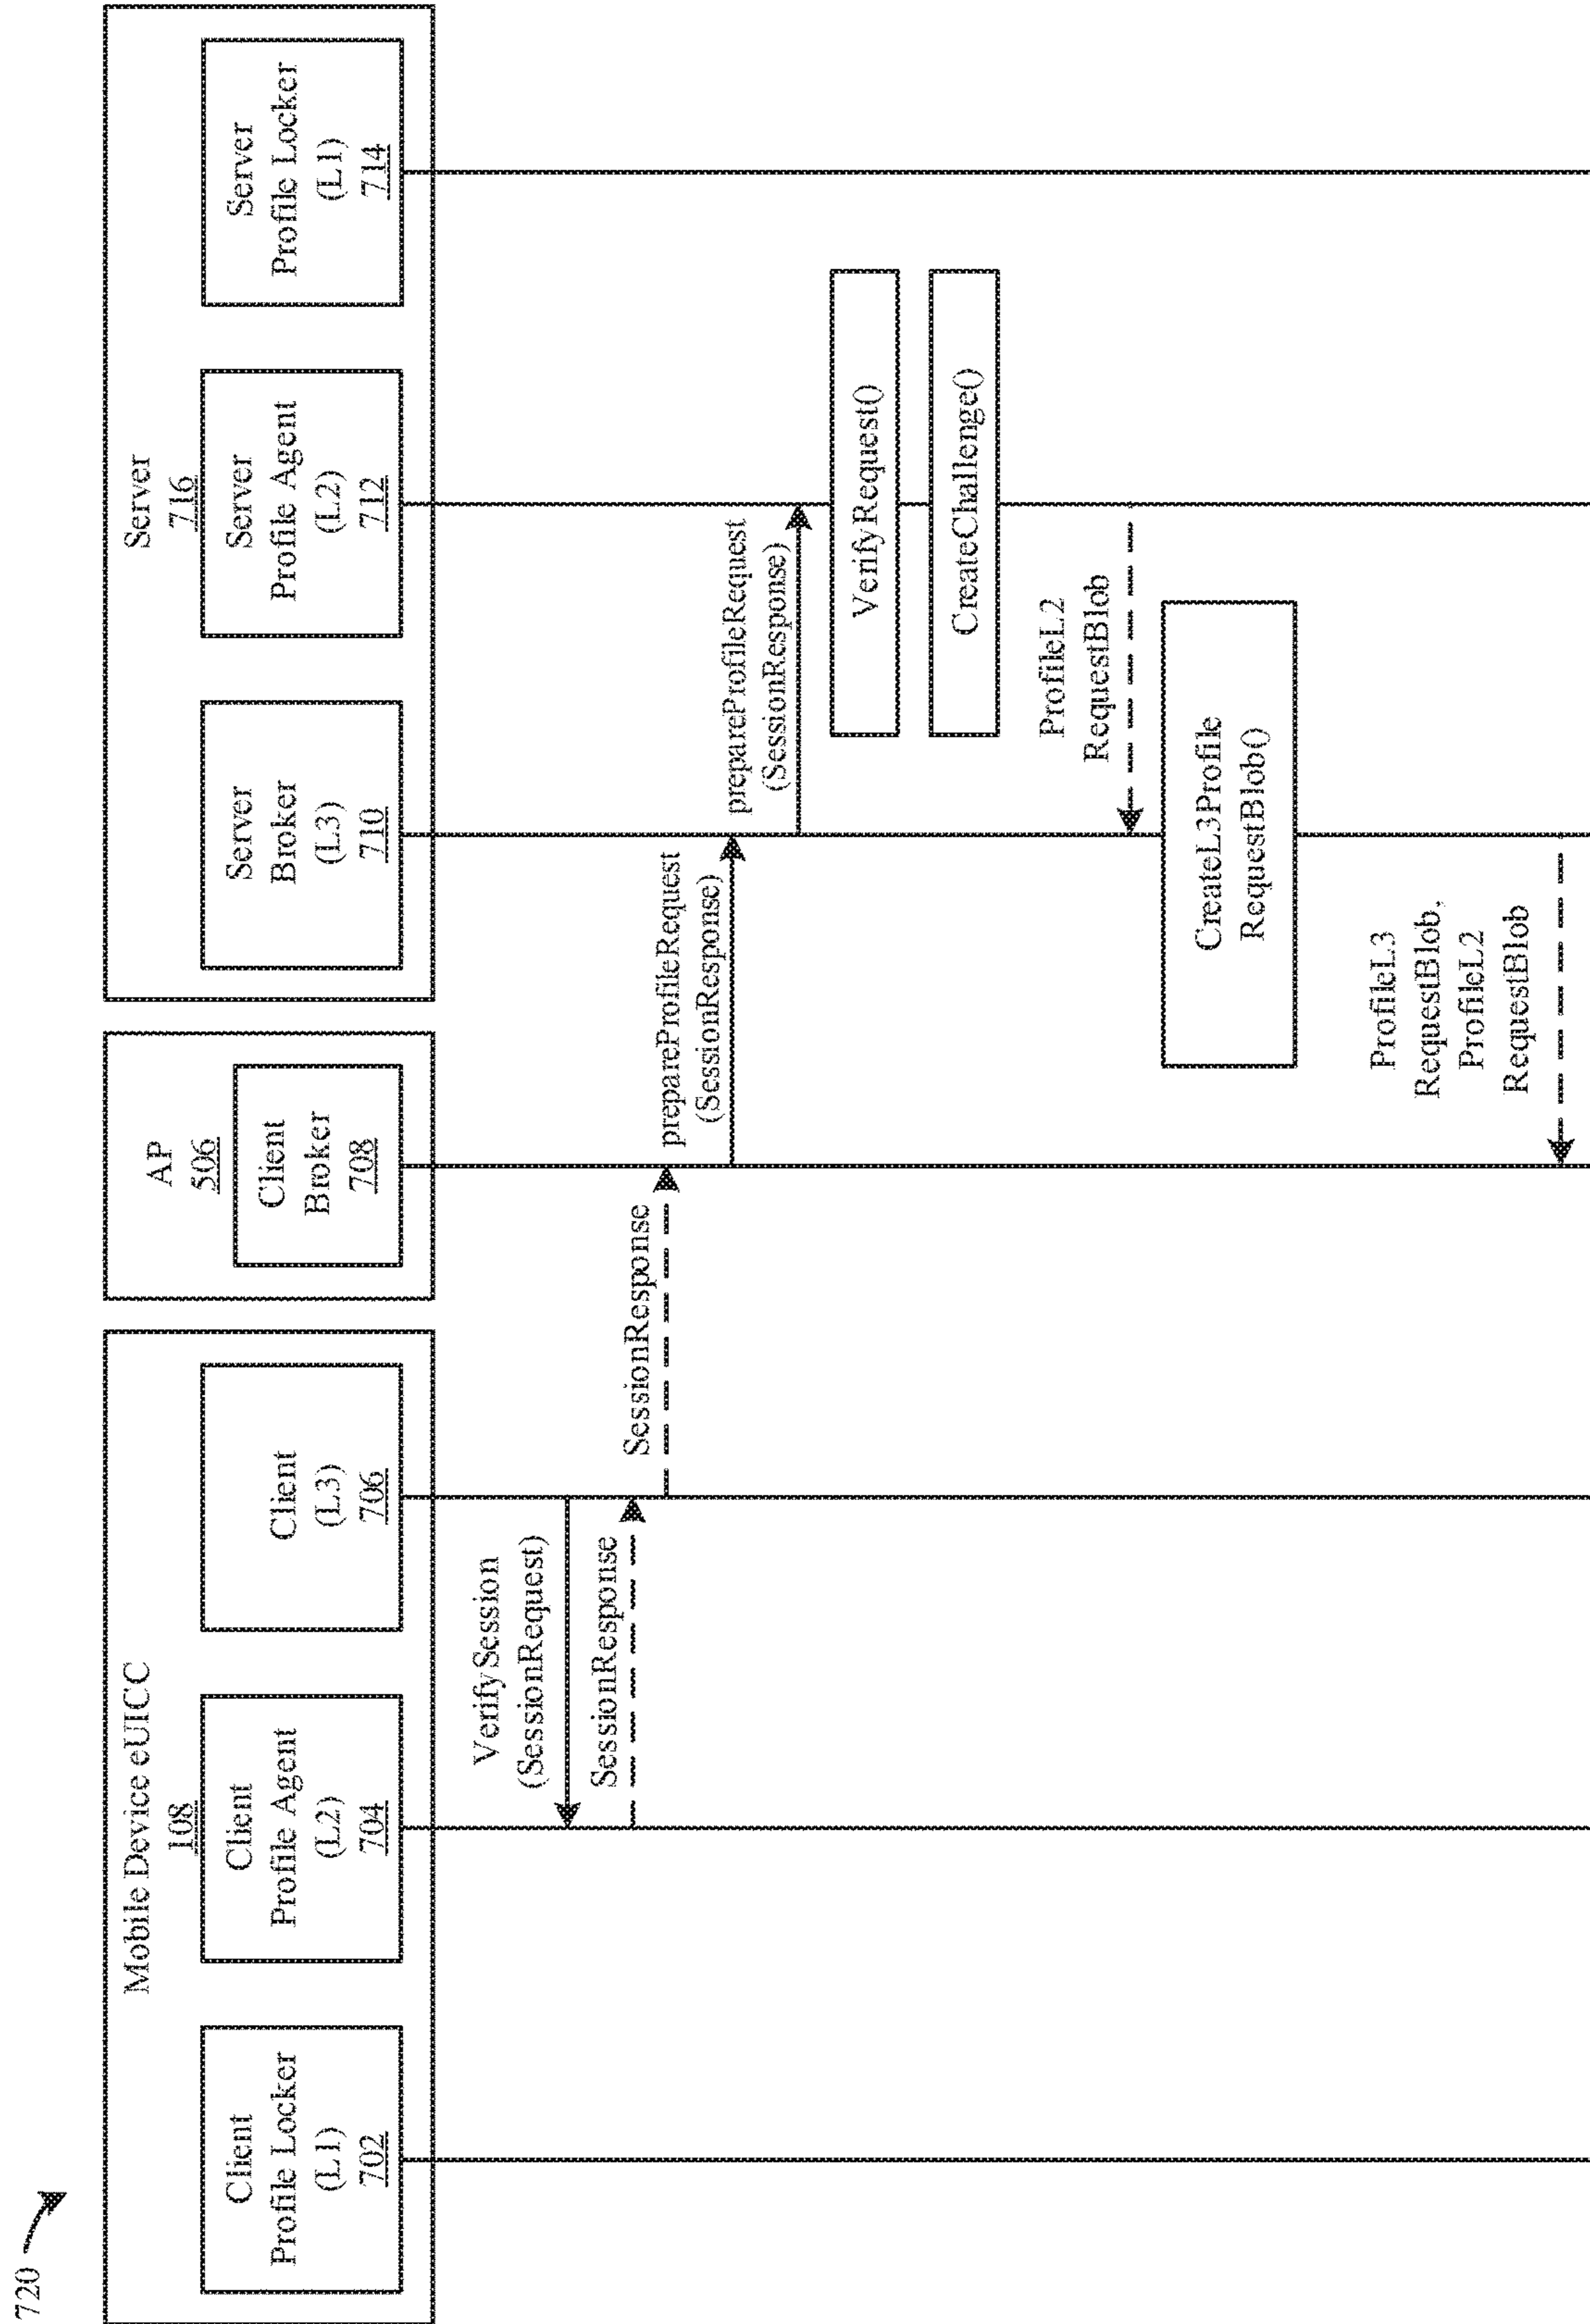 720
Mobile Device eUICC
108
Client
Profile Locker
(L1)
702
Client
Profile Agent
(L2)
704
Client
(L3)
706
AP
506
Client
Broker
708
Server
716
Server
Broker
(L3)
710
Server
Profile Agent
(L2)
712
Server
Profile Locker
(L1)
714
VerifySession
(SessionRequest)
SessionResponse
SessionResponse
prepareProfileRequest
(SessionResponse)
prepareProfileRequest
(SessionResponse)
VerifyRequest()
CreateChallenge()
ProfileL2
RequestBlob
CreateL3Profile
RequestBlob()
ProfileL3
RequestBlob,
ProfileL2
RequestBlob